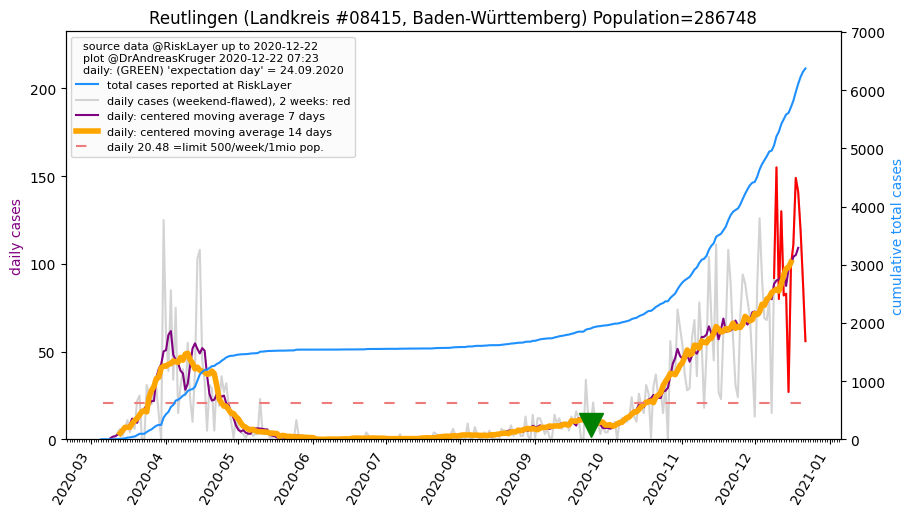 Reutlingen (Landkreis #08415, Baden-Württemberg) Population=286748
source data @RiskLayer up to 2020-12-22
plot @DrAndreasKruger 2020-12-22 07:23
daily: (GREEN) 'expectation day' = 24.09.2020
total cases reported at RiskLayer
daily cases (weekend-flawed), 2 weeks: red
daily: centered moving average 7 days
daily: centered moving average 14 days
daily 20.48 =limit 500/week/1mio pop.
daily cases
200
150
100
50
0
7000
6000
5000
4000
3000
2000
1000
0
cumulative total cases
2020-03
2020-04
2020-05
2020-06
2020-07
2020-08
2020-09
2020-10
2020-11
2020-12
2021-01